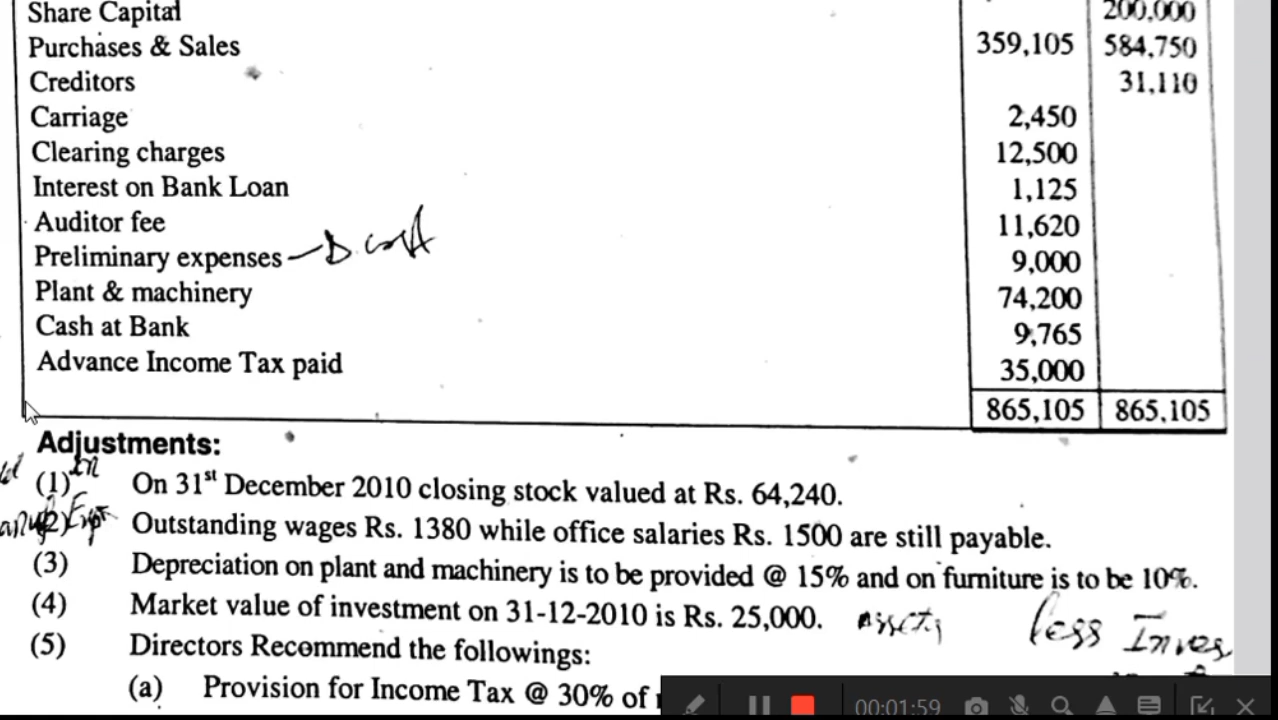 Share Capital 200,000
Purchases & Sales 359,105 584,750
Creditors 31,110
Carriage 2,450
Clearing charges 12,500
Interest on Bank Loan 1,125
Auditor fee 11,620
Preliminary expenses D. cost 9,000
Plant & machinery 74,200
Cash at Bank 9,765
Advance Income Tax paid 35,000
865,105 865,105
Adjustments:
(1) On 31st December 2010 closing stock valued at Rs. 64,240.
(2) Outstanding wages Rs. 1380 while office salaries Rs. 1500 are still payable.
(3) Depreciation on plant and machinery is to be provided @ 15% and on furniture is to be 10%.
(4) Market value of investment on 31-12-2010 is Rs. 25,000. assets less Inves
(5) Directors Recommend the followings:
(a) Provision for Income Tax @ 30% of
00:01:59